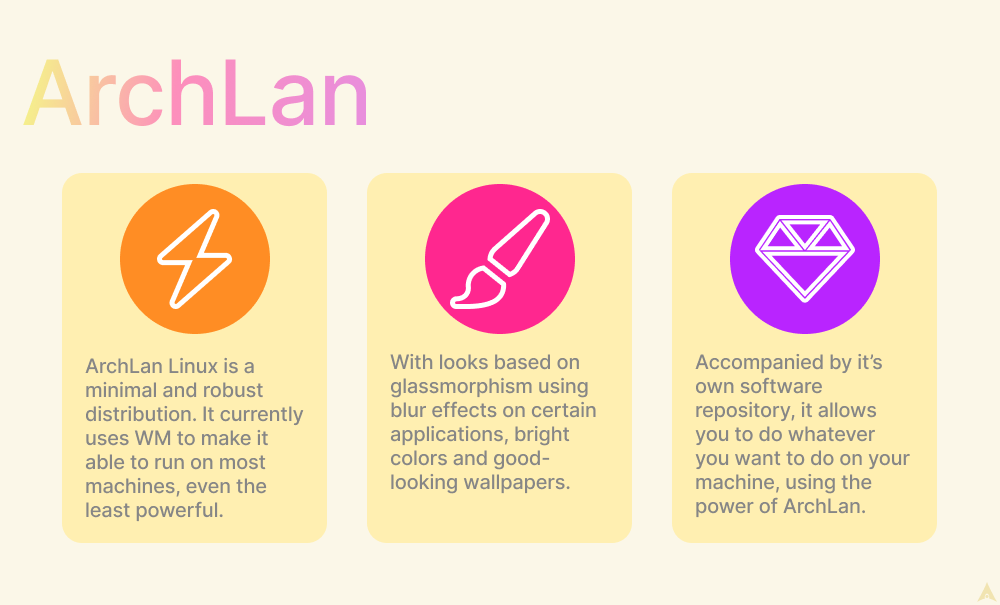 ArchLan
ArchLan Linux is a
minimal and robust
distribution. It currently
uses WM to make it
able to run on most
machines, even the
least powerful.
With looks based on
glassmorphism using
blur effects on certain
applications, bright
colors and good-
looking wallpapers.
Accompanied by it’s
own software
repository, it allows
you to do whatever
you want to do on your
machine, using the
power of ArchLan.